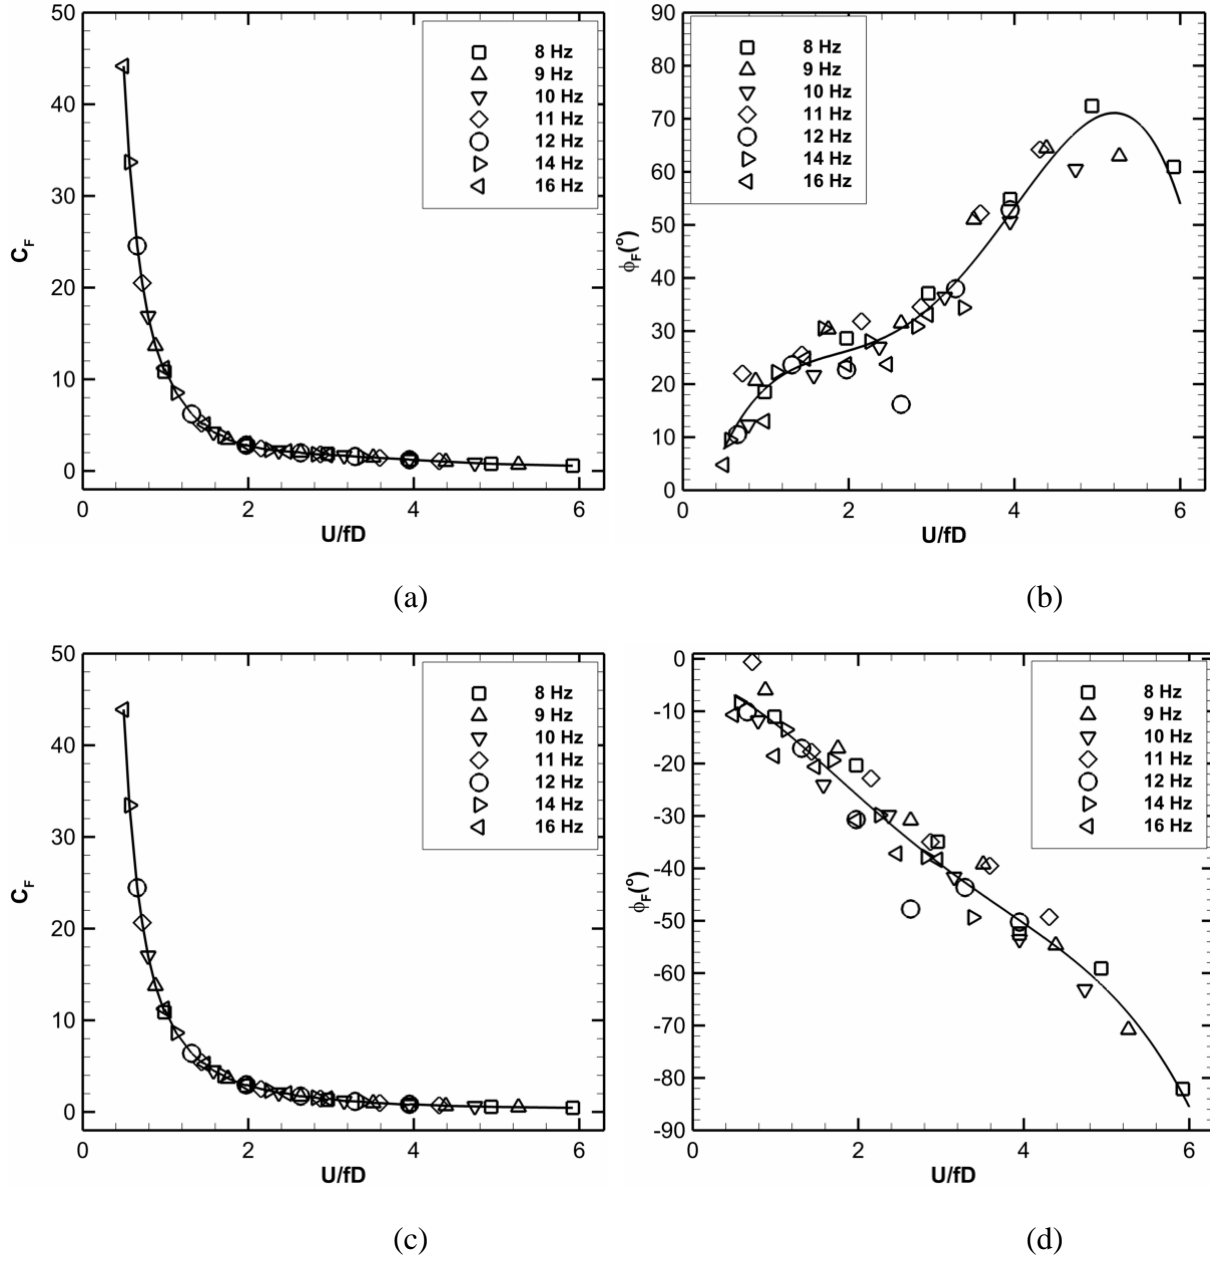 50
40
30
20
10
0
C_F
0 2 4 6
U/fD
8 Hz
9 Hz
10 Hz
11 Hz
12 Hz
14 Hz
16 Hz
(a)
90
80
70
60
50
40
30
20
10
0
ϕ_F(°)
0 2 4 6
U/fD
8 Hz
9 Hz
10 Hz
11 Hz
12 Hz
14 Hz
16 Hz
(b)
50
40
30
20
10
0
C_F
0 2 4 6
U/fD
8 Hz
9 Hz
10 Hz
11 Hz
12 Hz
14 Hz
16 Hz
(c)
0
-10
-20
-30
-40
-50
-60
-70
-80
-90
ϕ_F(°)
0 2 4 6
U/fD
8 Hz
9 Hz
10 Hz
11 Hz
12 Hz
14 Hz
16 Hz
(d)